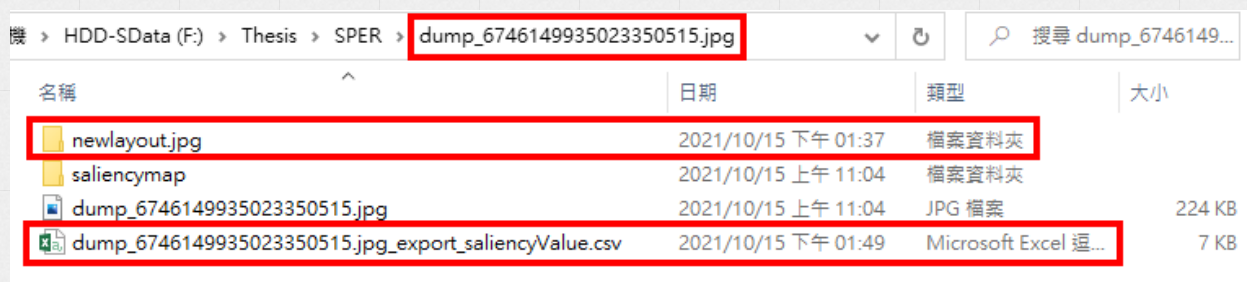 機 › HDD-SData (F:) › Thesis › SPER › dump_6746149935023350515.jpg 搜尋 dump_6746149...
名稱 日期 類型 大小
newlayout.jpg 2021/10/15 下午 01:37 檔案資料夾
saliencymap 2021/10/15 上午 11:04 檔案資料夾
dump_6746149935023350515.jpg 2021/10/15 上午 11:04 JPG 檔案 224 KB
dump_6746149935023350515.jpg_export_saliencyValue.csv 2021/10/15 下午 01:49 Microsoft Excel 逗... 7 KB